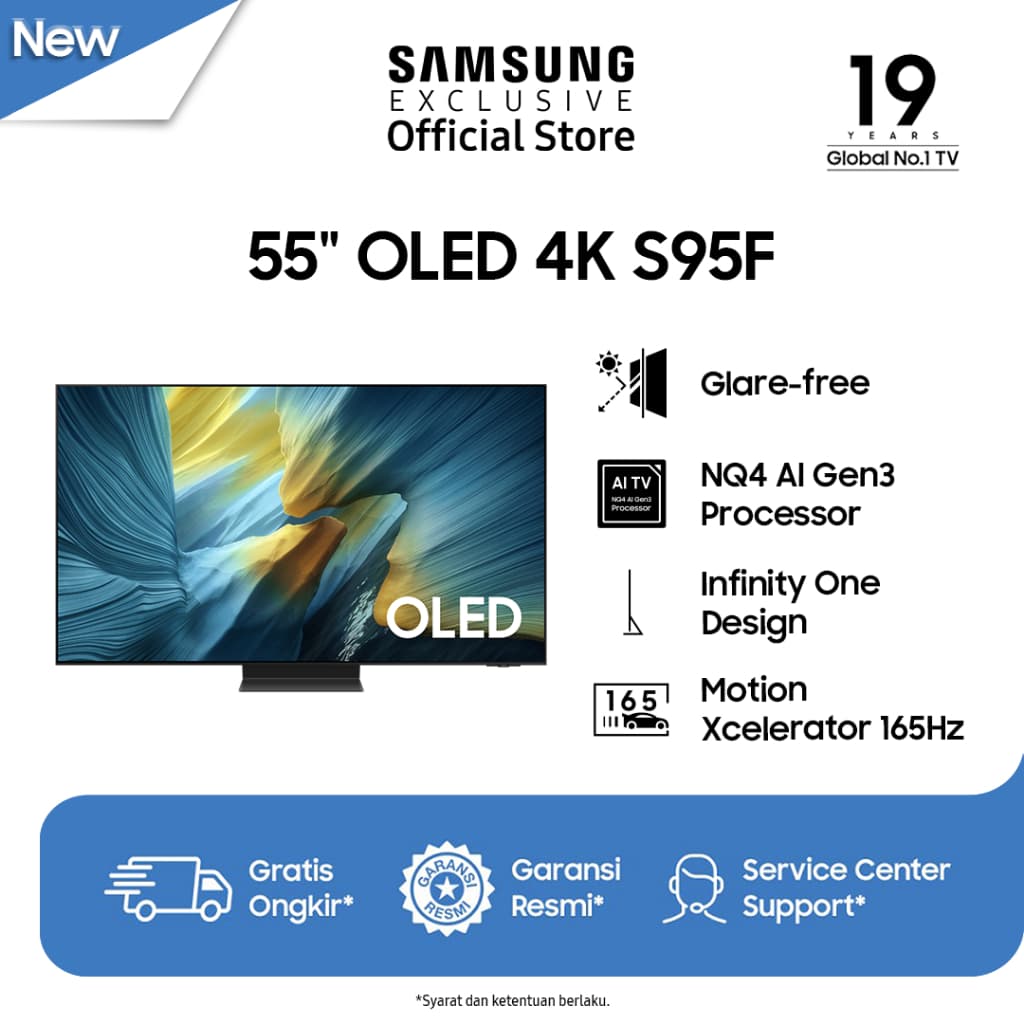 New
SAMSUNG
EXCLUSIVE
Official Store
19
YEARS
Global No.1 TV
55" OLED 4K S95F
OLED
Glare-free
AI TV
NQ4 AI Gen3
Processor
NQ4 AI Gen3
Processor
Infinity One
Design
165
Motion
Xcelerator 165Hz
Gratis
Ongkir*
GARANSI
RESMI
Garansi
Resmi*
Service Center
Support*
*Syarat dan ketentuan berlaku.